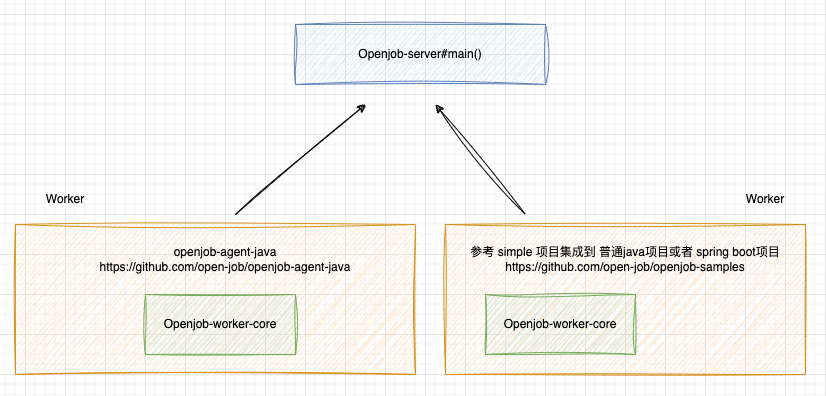 Openjob-server#main()
Worker
Worker
openjob-agent-java
https://github.com/open-job/openjob-agent-java
Openjob-worker-core
参考 simple 项目集成到 普通java项目或者 spring boot项目
https://github.com/open-job/openjob-samples
Openjob-worker-core